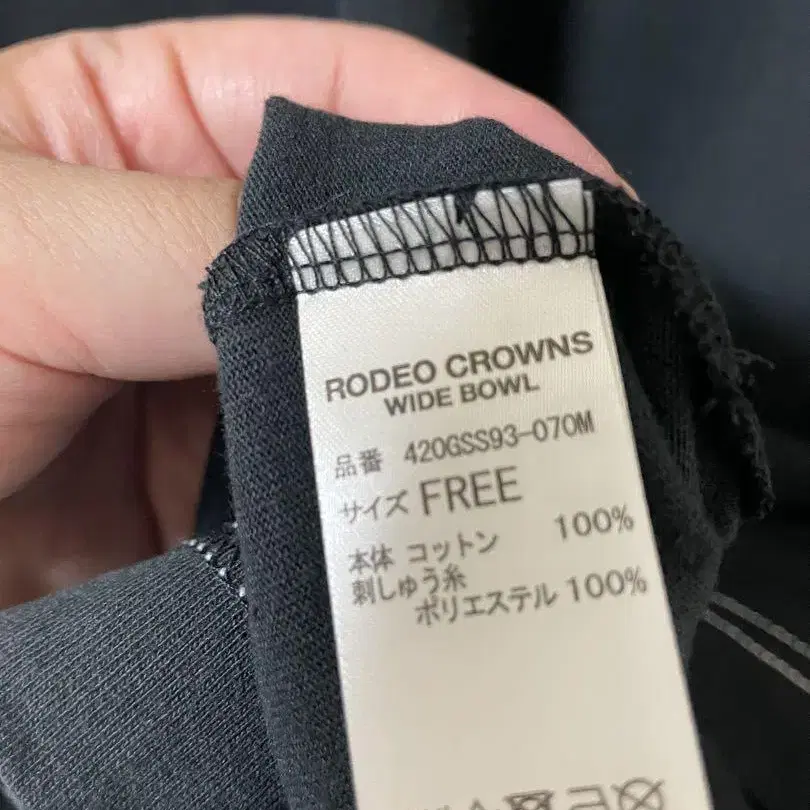 RODEO CROWNS
WIDE BOWL
品番 420GSS93-070M
サイズ FREE
本体 コットン 100%
刺しゅう糸
ポリエステル 100%